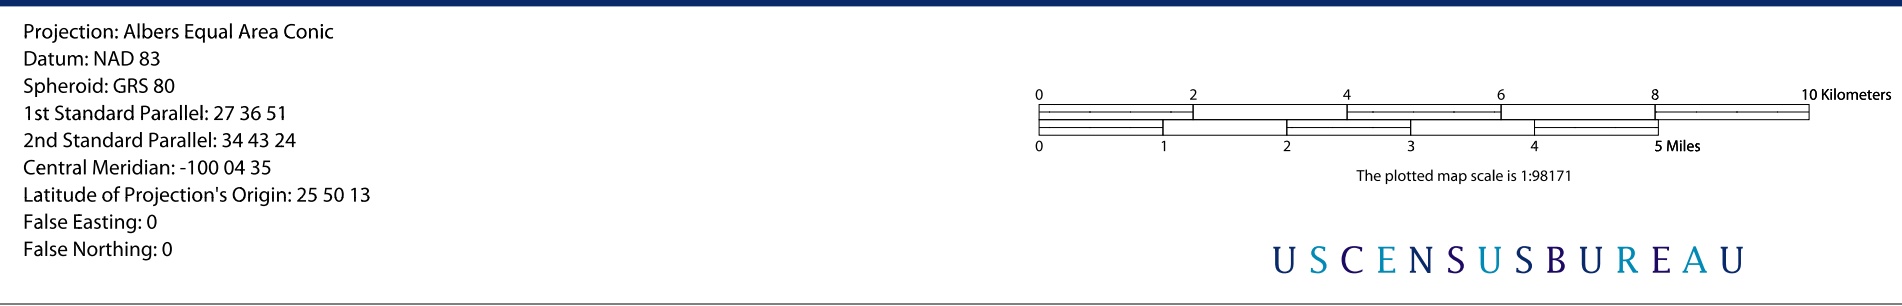 Projection: Albers Equal Area Conic
Datum: NAD 83
Spheroid: GRS 80
1st Standard Parallel: 27 36 51
2nd Standard Parallel: 34 43 24
Central Meridian: -100 04 35
Latitude of Projection's Origin: 25 50 13
False Easting: 0
False Northing: 0
0 2 4 6 8 10 Kilometers
0 1 2 3 4 5 Miles
The plotted map scale is 1:98171
USCENSUSBUREAU